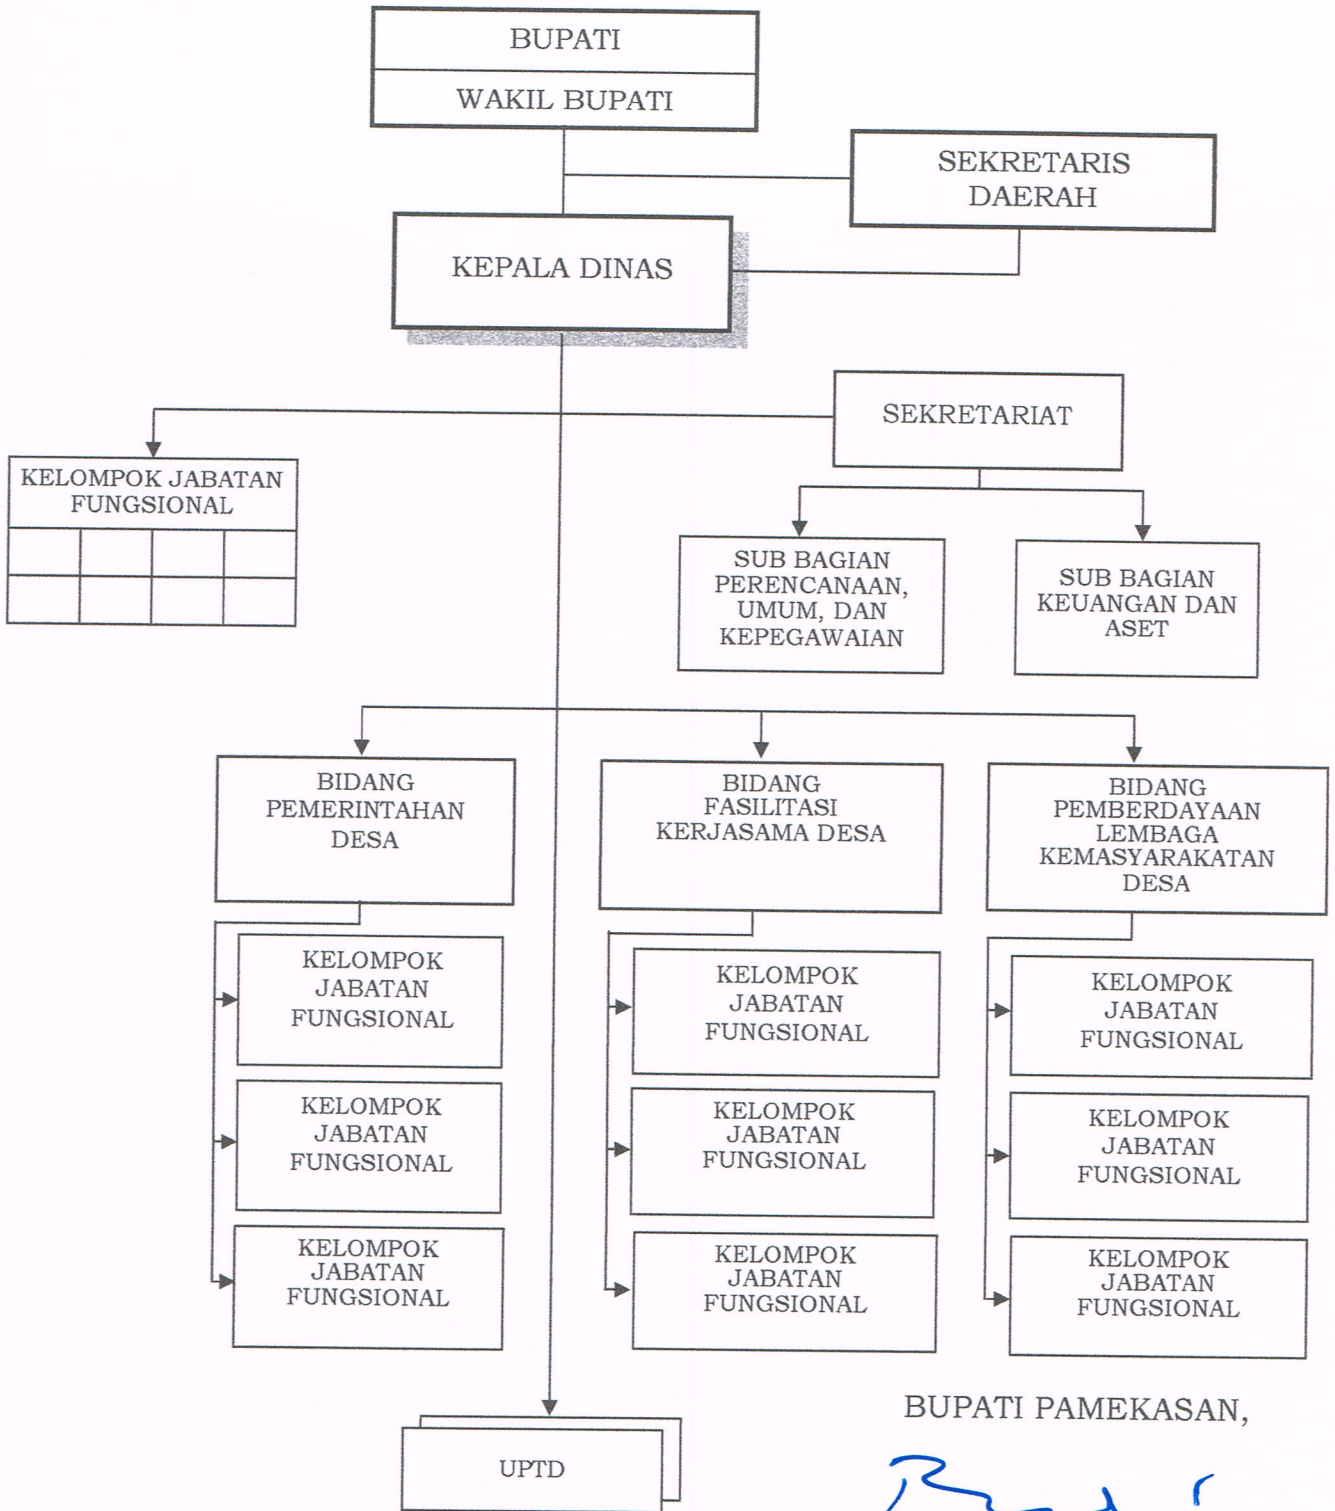 BUPATI
WAKIL BUPATI
SEKRETARIS
DAERAH
KEPALA DINAS
SEKRETARIAT
KELOMPOK JABATAN
FUNGSIONAL
SUB BAGIAN
PERENCANAAN,
UMUM, DAN
KEPEGAWAIAN
SUB BAGIAN
KEUANGAN DAN
ASET
BIDANG
PEMERINTAHAN
DESA
BIDANG
FASILITASI
KERJASAMA DESA
BIDANG
PEMBERDAYAAN
LEMBAGA
KEMASYARAKATAN
DESA
KELOMPOK
JABATAN
FUNGSIONAL
KELOMPOK
JABATAN
FUNGSIONAL
KELOMPOK
JABATAN
FUNGSIONAL
KELOMPOK
JABATAN
FUNGSIONAL
KELOMPOK
JABATAN
FUNGSIONAL
KELOMPOK
JABATAN
FUNGSIONAL
KELOMPOK
JABATAN
FUNGSIONAL
KELOMPOK
JABATAN
FUNGSIONAL
KELOMPOK
JABATAN
FUNGSIONAL
UPTD
BUPATI PAMEKASAN,